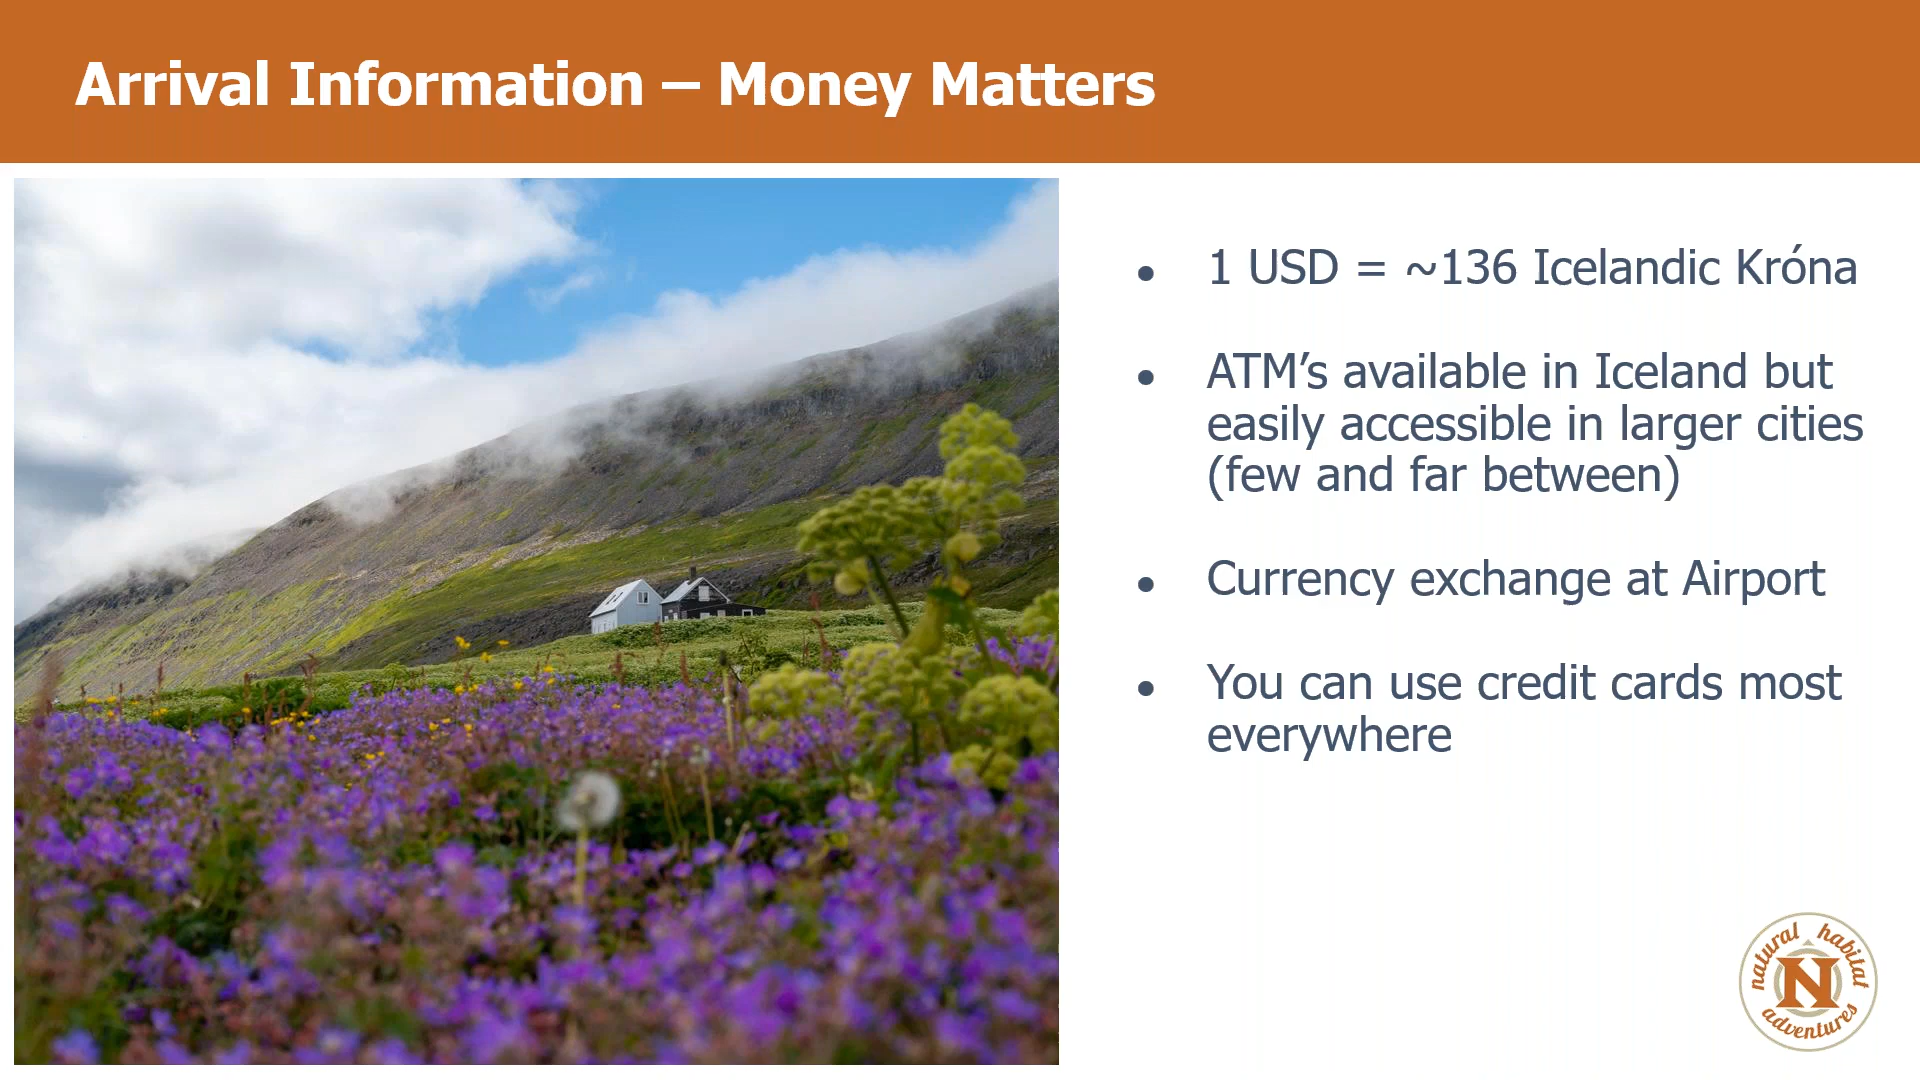 Arrival Information – Money Matters
• 1 USD = ~136 Icelandic Króna
• ATM’s available in Iceland but
easily accessible in larger cities
(few and far between)
• Currency exchange at Airport
• You can use credit cards most
everywhere
natural habitat
N
adventures